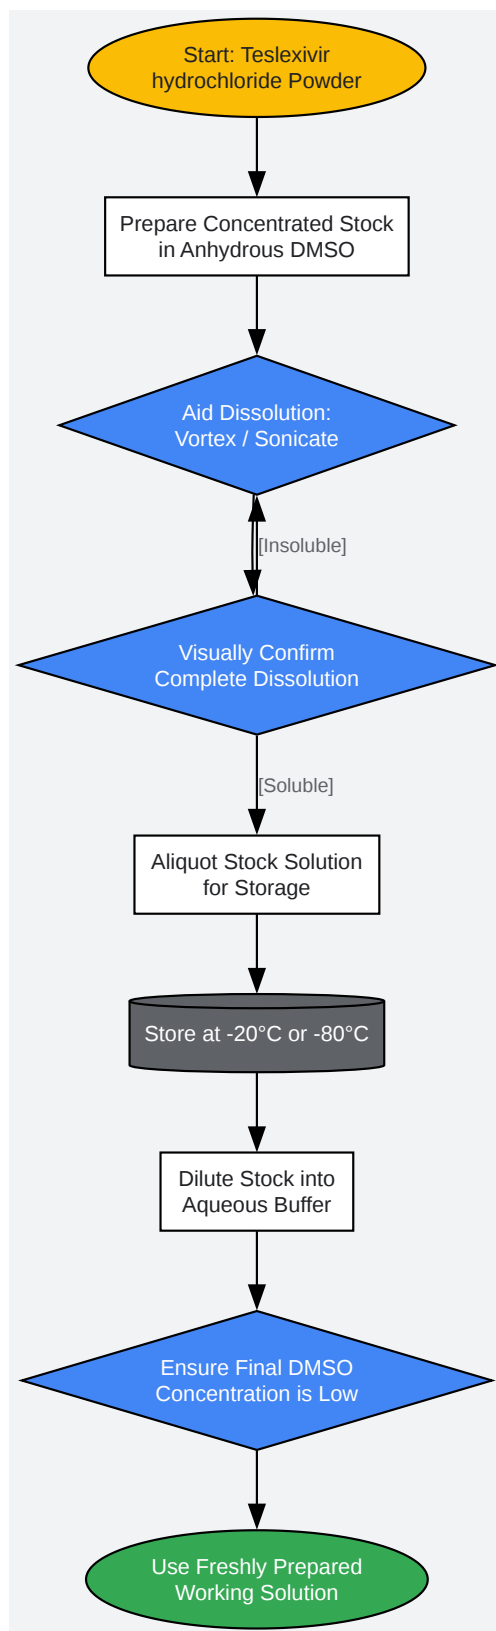 Start: Teslexivir
hydrochloride Powder
Prepare Concentrated Stock
in Anhydrous DMSO
Aid Dissolution:
Vortex / Sonicate
[Insoluble]
Visually Confirm
Complete Dissolution
[Soluble]
Aliquot Stock Solution
for Storage
Store at -20°C or -80°C
Dilute Stock into
Aqueous Buffer
Ensure Final DMSO
Concentration is Low
Use Freshly Prepared
Working Solution